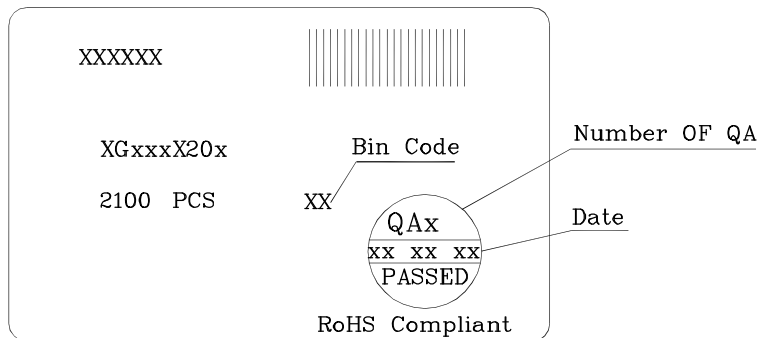 XXXXXX
XGxxxX20x
Bin Code
Number OF QA
2100 PCS
XX
QAx
Date
xx xx xx
PASSED
RoHS Compliant